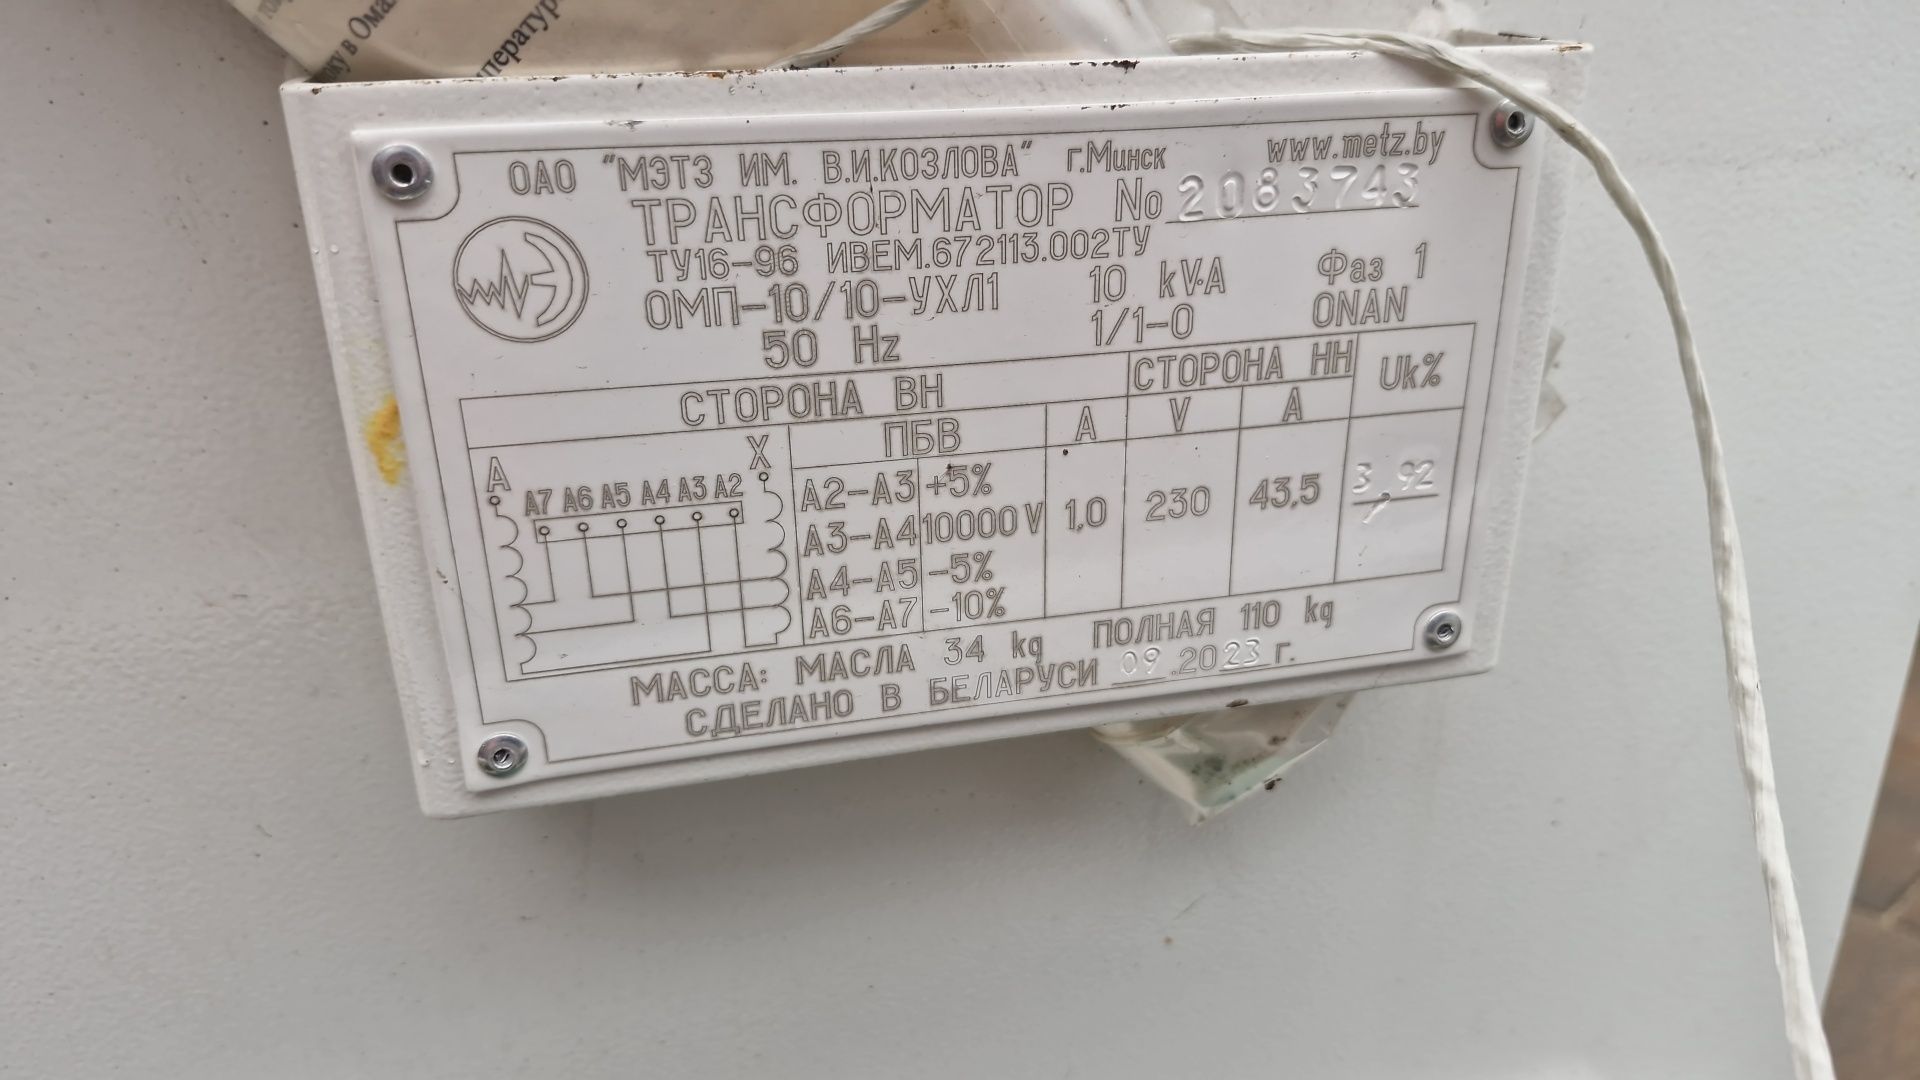 оку в Ома
пература
ОАО "МЭТЗ ИМ. В.И.КОЗЛОВА" г.Минск www.metz.by
ТРАНСФОРМАТОР No 2083743
ТУ16-96 ИВЕМ.672113.002ТУ
ОМП-10/10-УХЛ1 10 kV·A Фаз 1
50 Hz 1/1-0 ONAN
СТОРОНА ВН СТОРОНА НН Uk%
ПБВ A V A
A X
A7 A6 A5 A4 A3 A2
A2-A3 +5%
A3-A4 10000 V 1,0 230 43,5 3,92
A4-A5 -5%
A6-A7 -10%
МАССА: МАСЛА 34 kg ПОЛНАЯ 110 kg
СДЕЛАНО В БЕЛАРУСИ 09.2023 г.